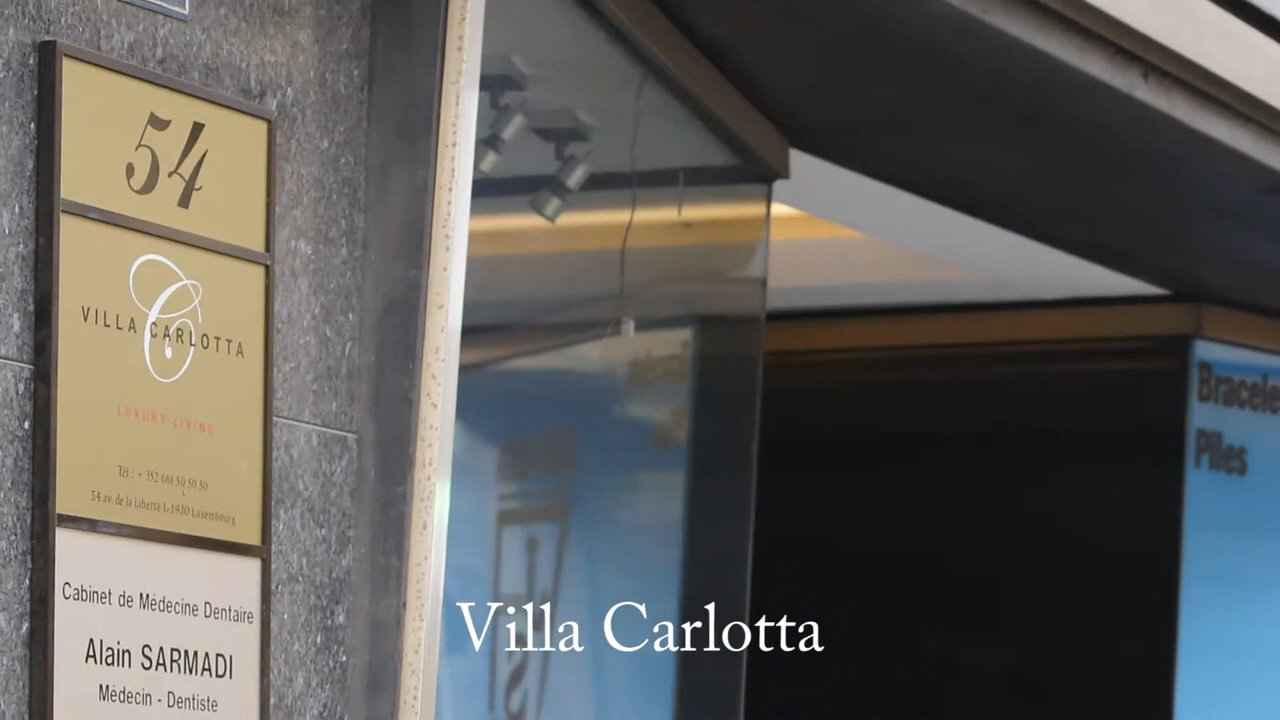 54
VILLA CARLOTTA
LUXURY LIVING
Tél : + 352 661 50 50 50
54 av. de la Liberté L-1930 Luxembourg
Cabinet de Médecine Dentaire
Alain SARMADI
Médecin - Dentiste
Piles
Villa Carlotta